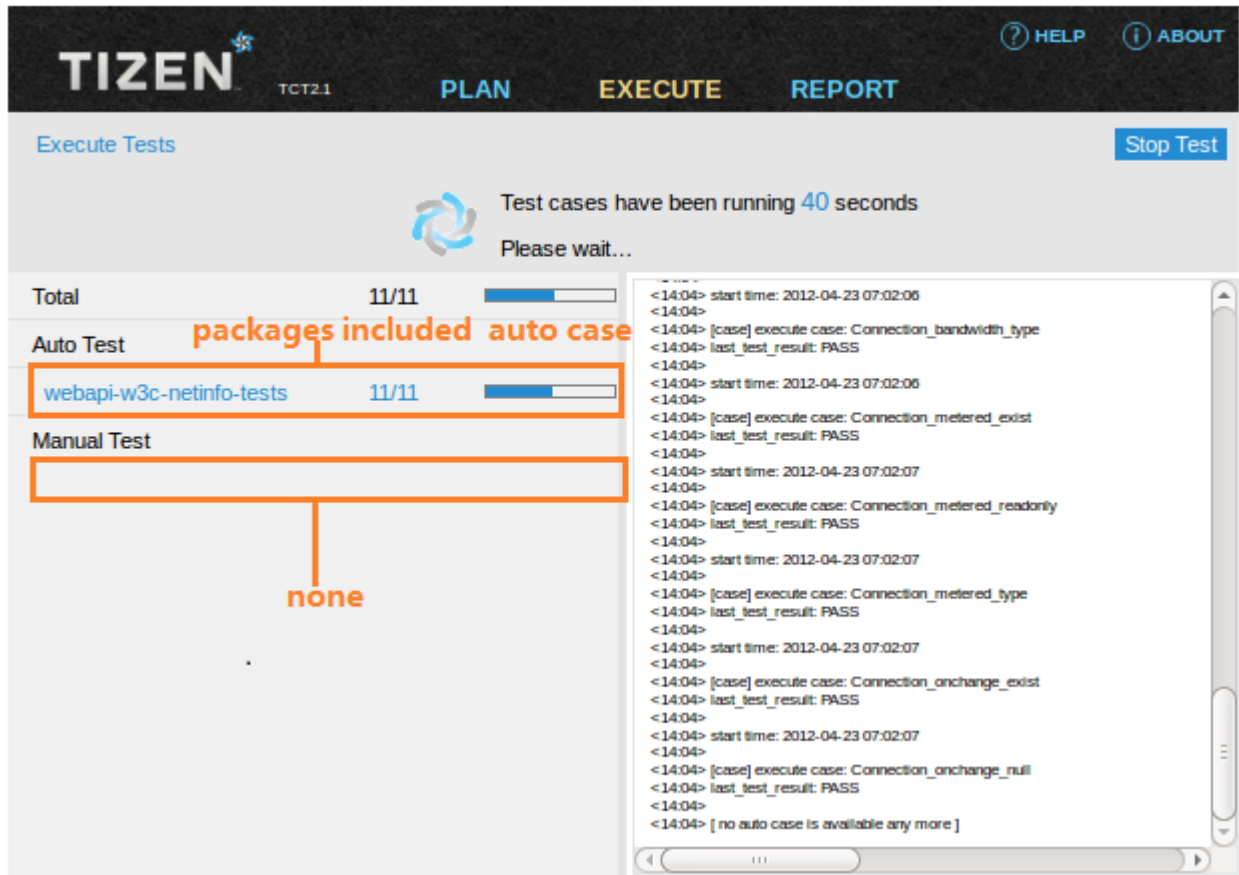 HELP
ABOUT
TIZEN
TCT2.1
PLAN
EXECUTE
REPORT
Execute Tests
Stop Test
Test cases have been running 40 seconds
Please wait...
Total 11/11
packages included auto case
Auto Test
webapi-w3c-netinfo-tests 11/11
Manual Test
none
<14:04> start time: 2012-04-23 07:02:06
<14:04>
<14:04> [case] execute case: Connection_bandwidth_type
<14:04> last_test_result: PASS
<14:04>
<14:04> start time: 2012-04-23 07:02:06
<14:04>
<14:04> [case] execute case: Connection_metered_exist
<14:04> last_test_result: PASS
<14:04>
<14:04> start time: 2012-04-23 07:02:07
<14:04>
<14:04> [case] execute case: Connection_metered_readonly
<14:04> last_test_result: PASS
<14:04>
<14:04> start time: 2012-04-23 07:02:07
<14:04>
<14:04> [case] execute case: Connection_metered_type
<14:04> last_test_result: PASS
<14:04>
<14:04> start time: 2012-04-23 07:02:07
<14:04>
<14:04> [case] execute case: Connection_onchange_exist
<14:04> last_test_result: PASS
<14:04>
<14:04> start time: 2012-04-23 07:02:07
<14:04>
<14:04> [case] execute case: Connection_onchange_null
<14:04> last_test_result: PASS
<14:04>
<14:04> [ no auto case is available any more ]